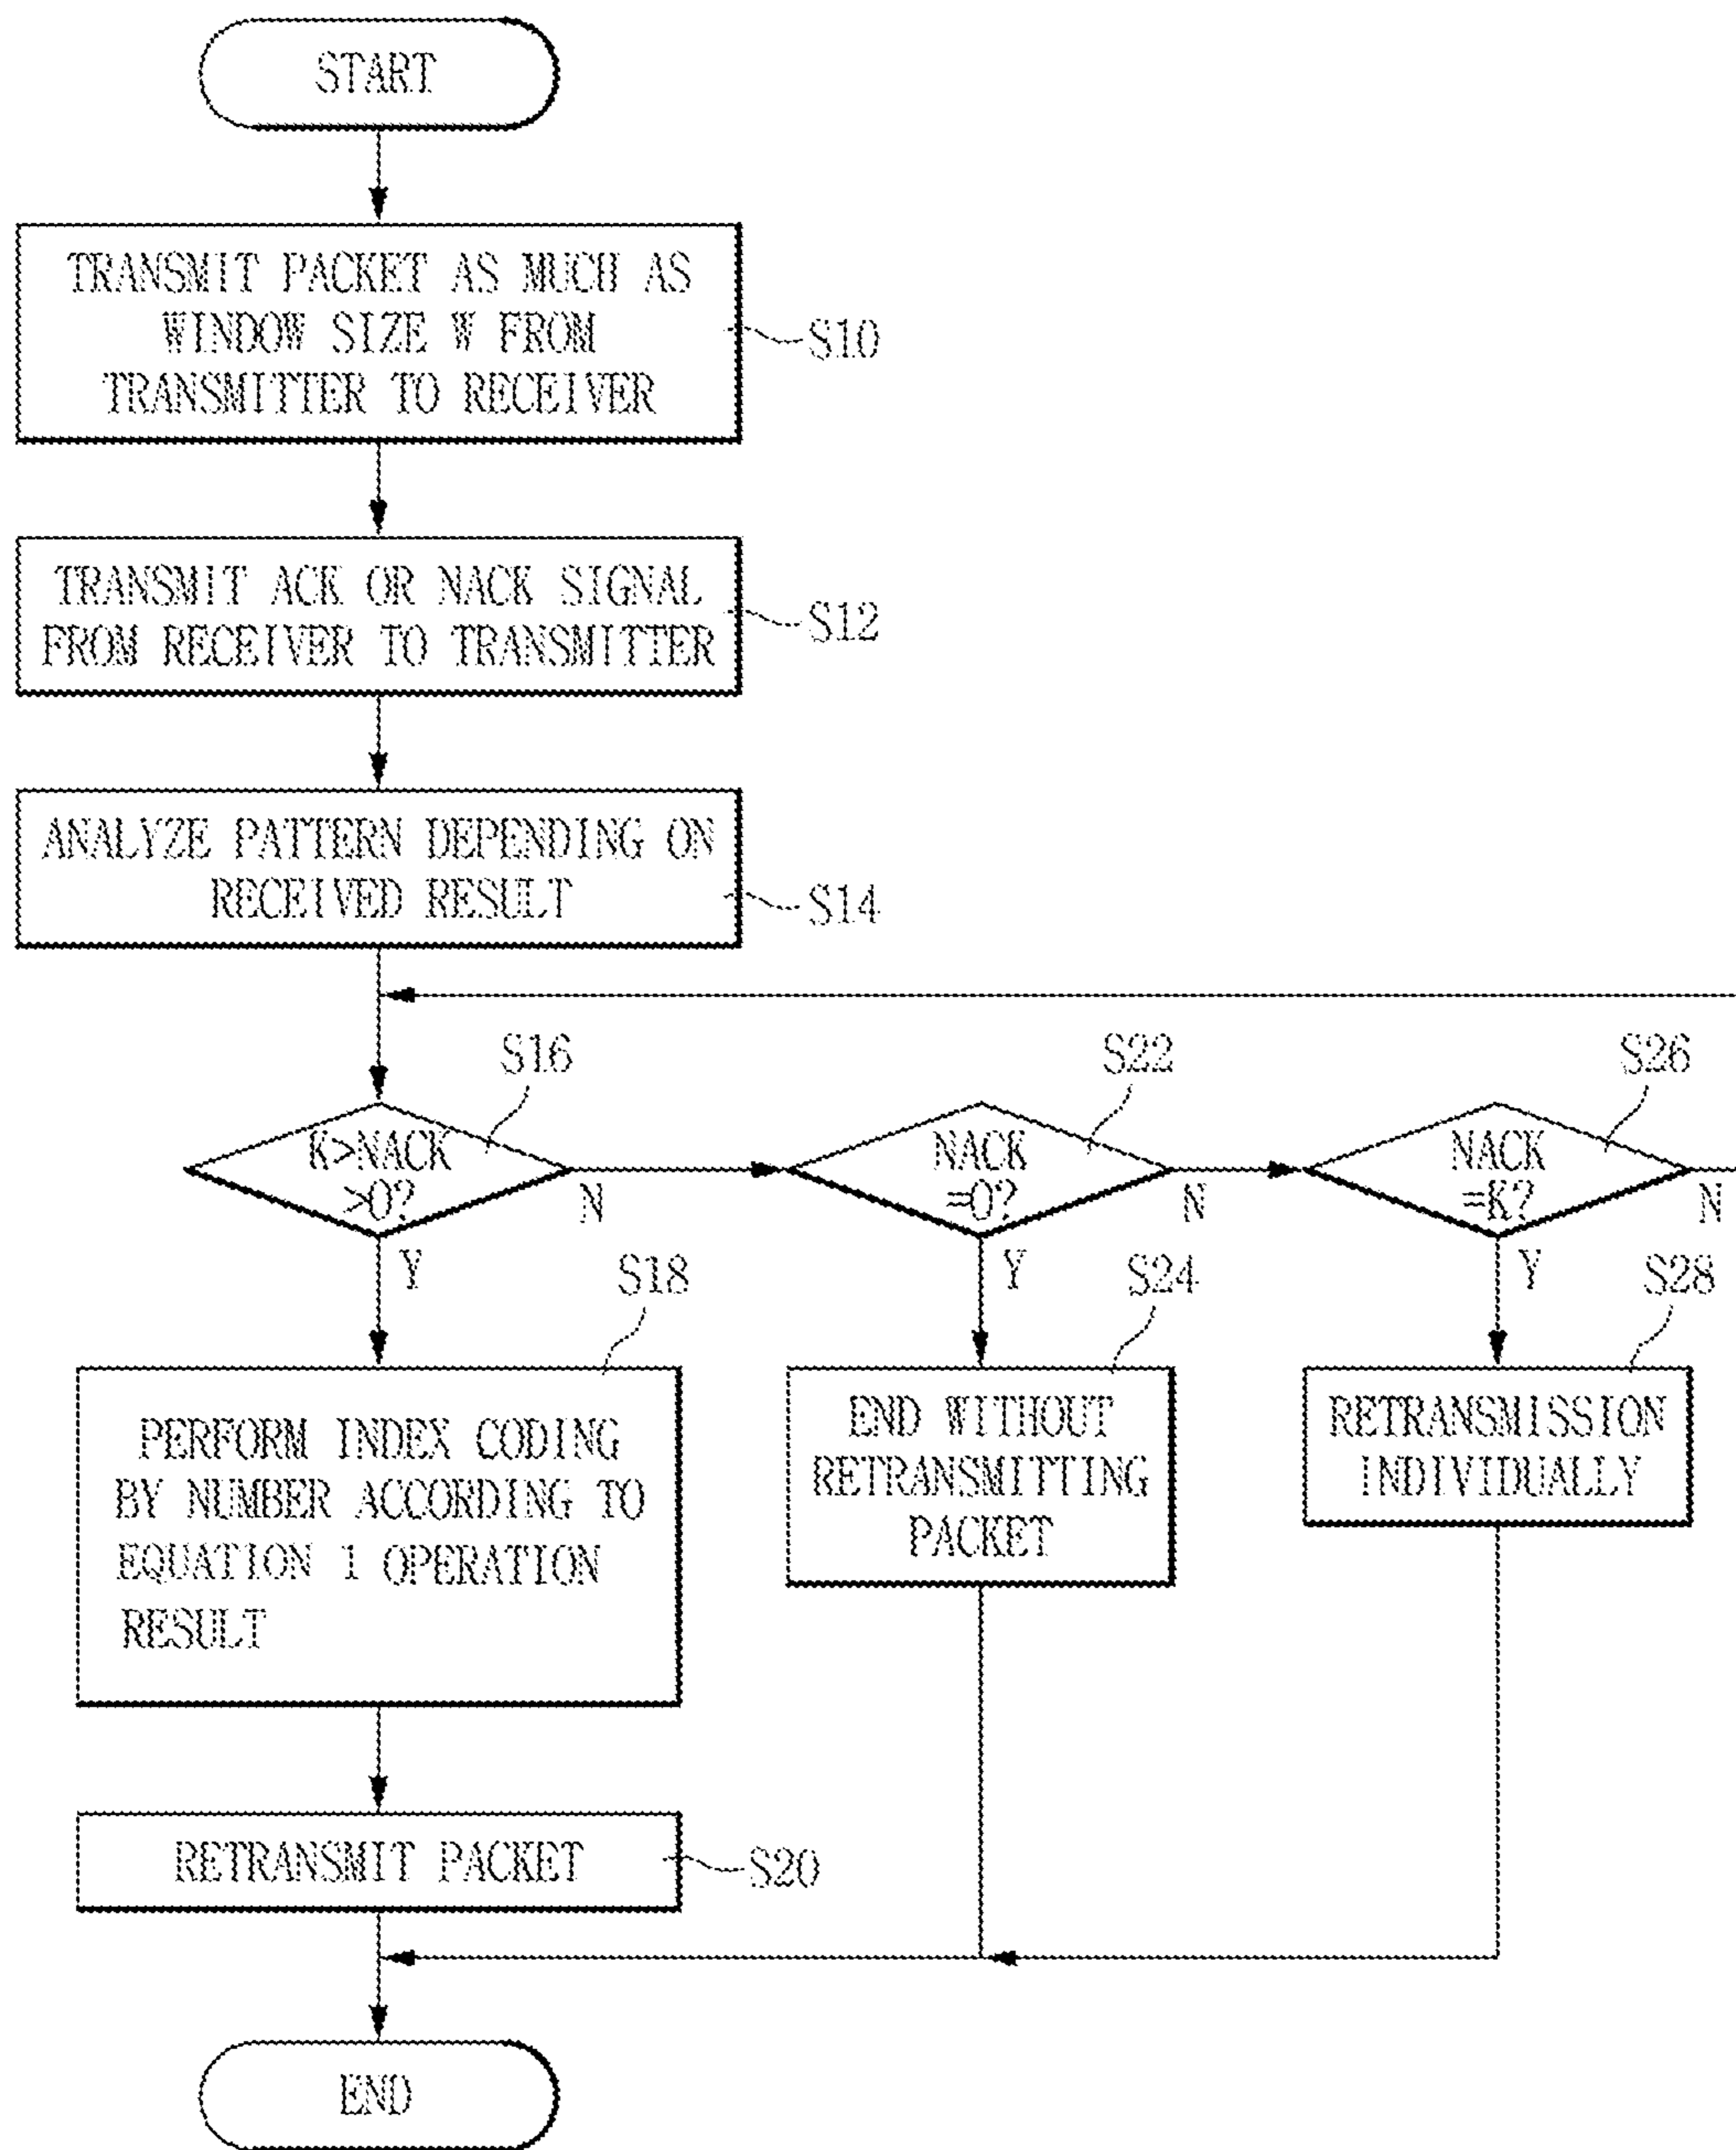 START
TRANSMIT PACKET AS MUCH AS
WINDOW SIZE W FROM
TRANSMITTER TO RECEIVER
S10
TRANSMIT ACK OR NACK SIGNAL
FROM RECEIVER TO TRANSMITTER
S12
ANALYZE PATTERN DEPENDING ON
RECEIVED RESULT
S14
S16
K>NACK
>0?
N
Y
S22
NACK
=0?
N
Y
S26
NACK
=K?
N
Y
S18
PERFORM INDEX CODING
BY NUMBER ACCORDING TO
EQUATION 1 OPERATION
RESULT
S24
END WITHOUT
RETRANSMITTING
PACKET
S28
RETRANSMISSION
INDIVIDUALLY
RETRANSMIT PACKET
S20
END